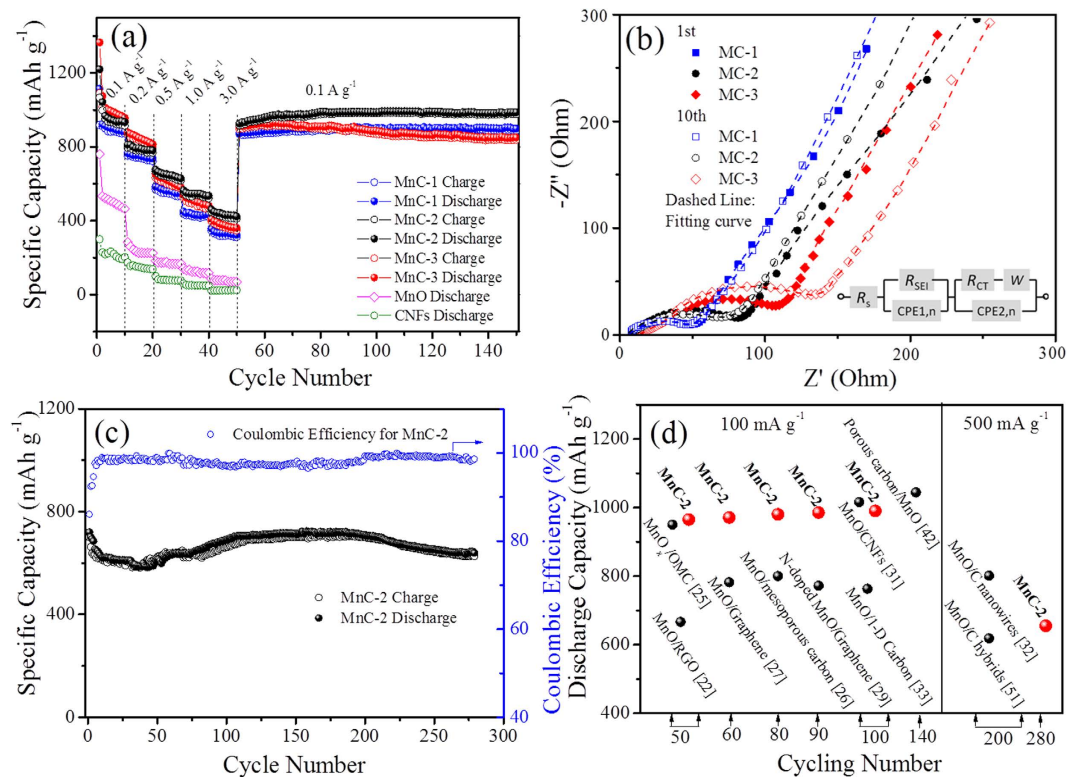 (a)
Specific Capacity (mAh g-1)
1400
1200
800
400
0
0.1 A g-1
0.2 A g-1
0.5 A g-1
1.0 A g-1
3.0 A g-1
0.1 A g-1
MnC-1 Charge
MnC-1 Discharge
MnC-2 Charge
MnC-2 Discharge
MnC-3 Charge
MnC-3 Discharge
MnO Discharge
CNFs Discharge
0 20 40 60 80 100 120 140
Cycle Number
(b)
-Z'' (Ohm)
300
200
100
0
1st
MC-1
MC-2
MC-3
10th
MC-1
MC-2
MC-3
Dashed Line:
Fitting curve
Rs
RSEI
CPE1,n
RCT
W
CPE2,n
100 200 300
Z' (Ohm)
(c)
Specific Capacity (mAh g-1)
1200
900
600
300
0
Coulombic Efficiency for MnC-2
MnC-2 Charge
MnC-2 Discharge
100
80
60
40
Coulombic Efficiency (%)
0 50 100 150 200 250 300
Cycle Number
(d)
Discharge Capacity (mAh g-1)
1200
1000
800
600
400
100 mA g-1
500 mA g-1
MnC-2
MnC-2
MnC-2
MnC-2
MnC-2
MnC-2
MnOx/OMC [25]
MnO/RGO [22]
MnO/Graphene [27]
MnO/mesoporous carbon [26]
N-doped MnO/Graphene [29]
MnO/1-D Carbon [33]
MnO/CNFs [31]
Porous carbon/MnO [42]
MnO/C nanowires [32]
MnO/C hybrids [51]
50 60 80 90 100 140 200 280
Cycling Number